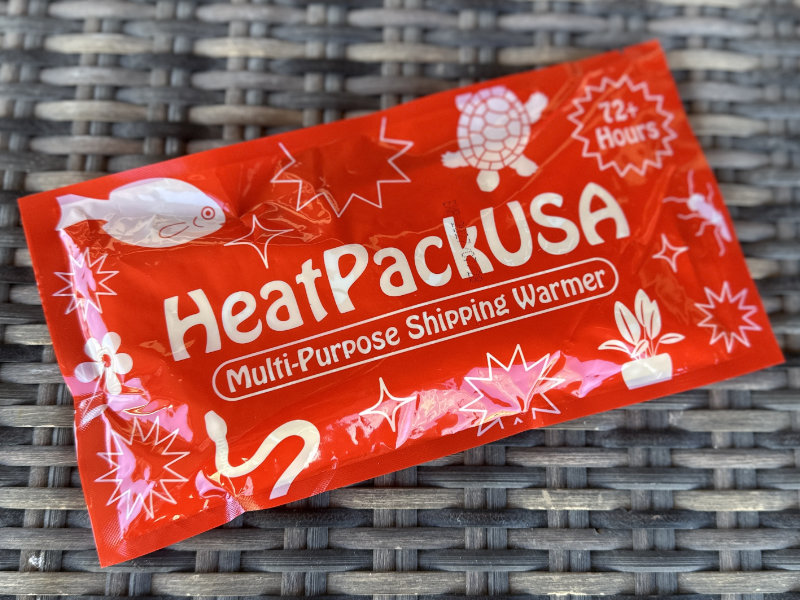 72+
Hours
HeatPackUSA
Multi-Purpose Shipping Warmer